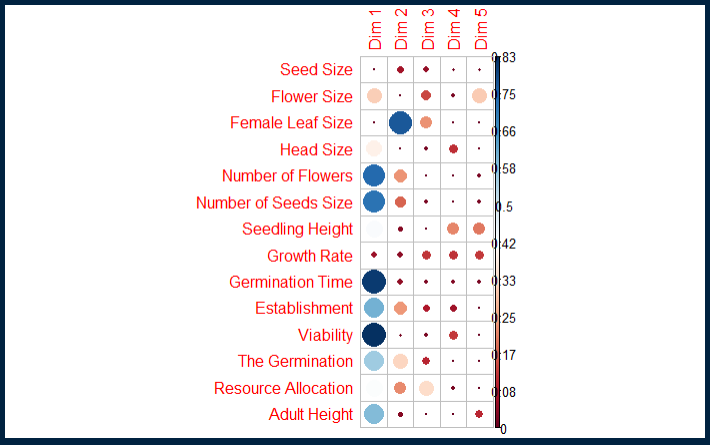 Dim 1 Dim 2 Dim 3 Dim 4 Dim 5
Seed Size
Flower Size
Female Leaf Size
Head Size
Number of Flowers
Number of Seeds Size
Seedling Height
Growth Rate
Germination Time
Establishment
Viability
The Germination
Resource Allocation
Adult Height
0.83
0.75
0.66
0.58
0.5
0.42
0.33
0.25
0.17
0.08
0